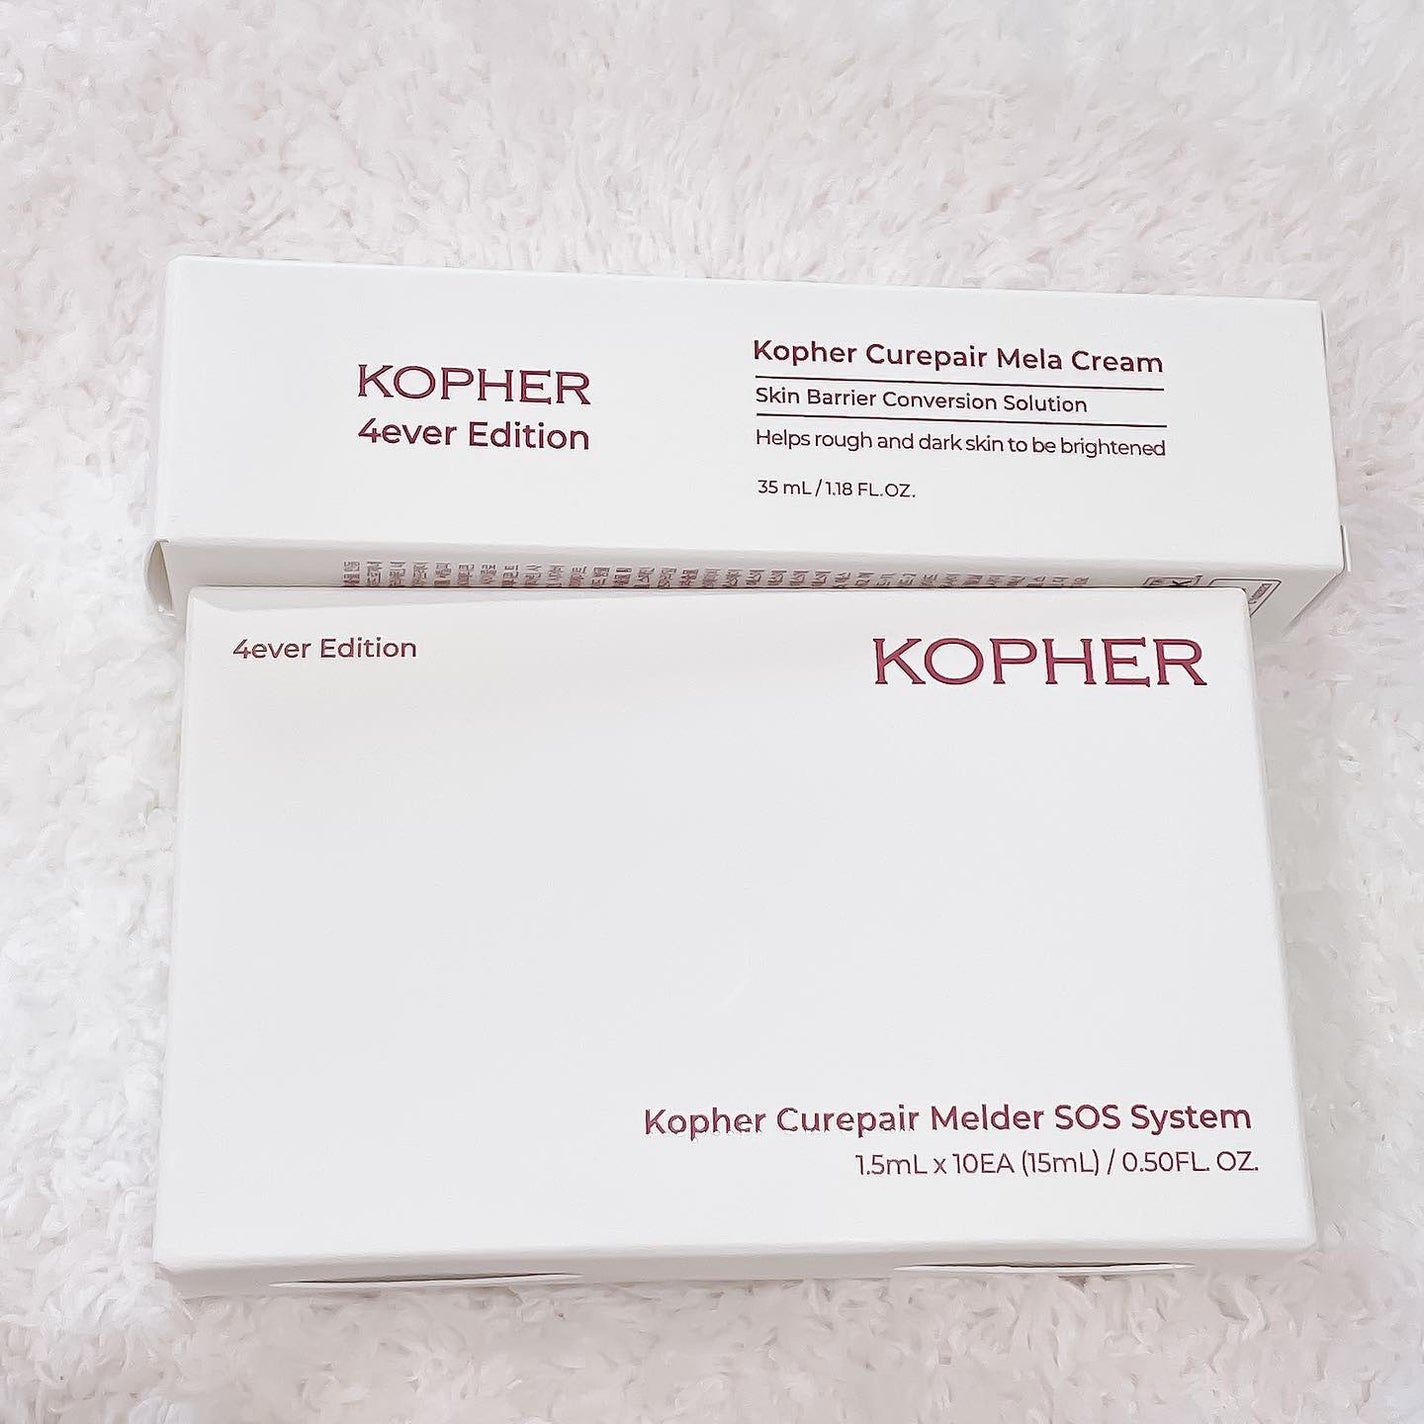 KOPHER
4ever Edition
Kopher Curepair Mela Cream
Skin Barrier Conversion Solution
Helps rough and dark skin to be brightened
35 mL / 1.18 FL.OZ.
4ever Edition
KOPHER
Kopher Curepair Melder SOS System
1.5mL x 10EA (15mL) / 0.50FL. OZ.